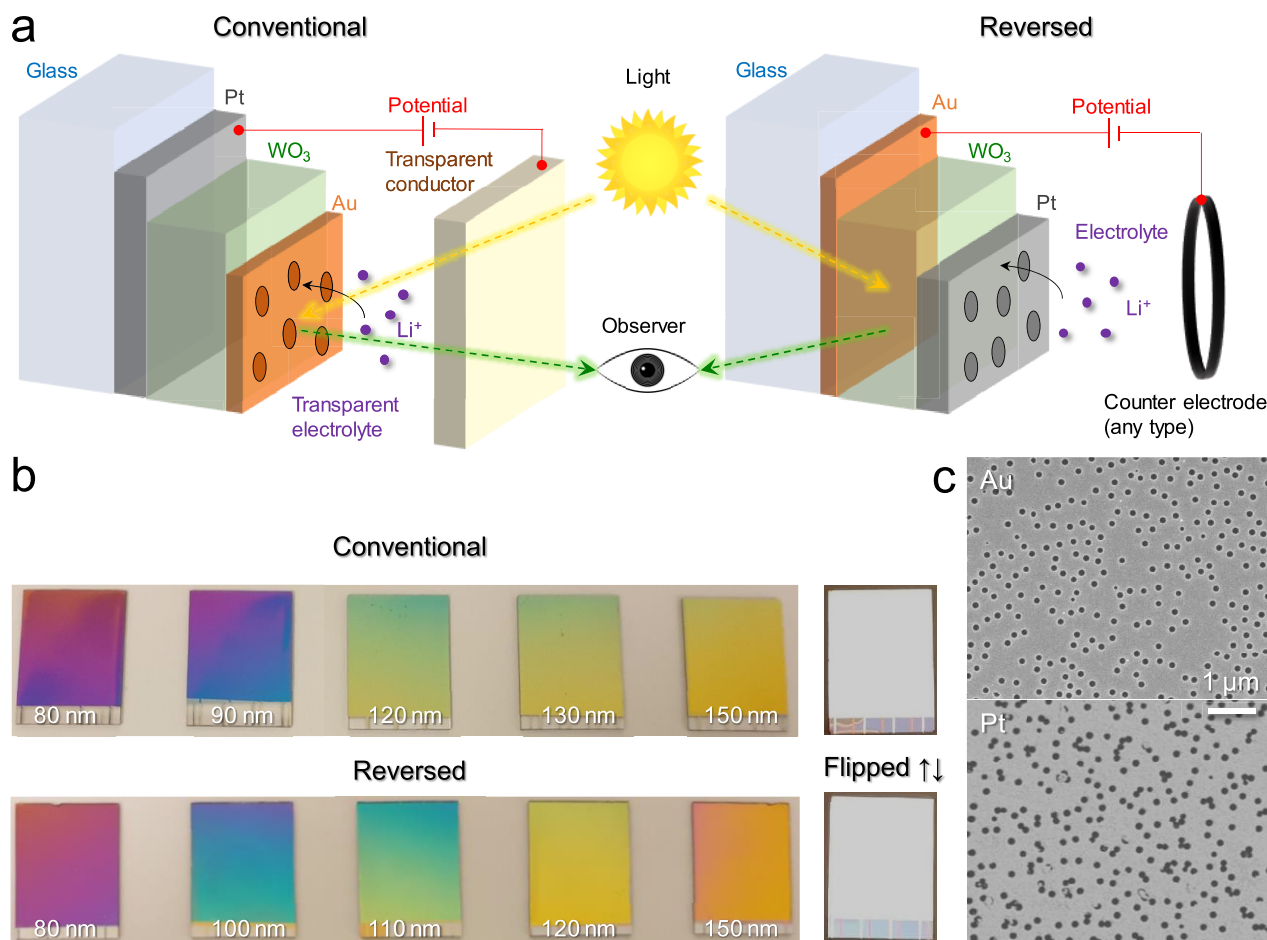 a
Conventional
Glass
Pt
Potential
WO₃
Transparent
conductor
Au
Li⁺
Transparent
electrolyte
Light
Observer
Reversed
Glass
Au
Potential
WO₃
Pt
Electrolyte
Li⁺
Counter electrode
(any type)
b
Conventional
80 nm
90 nm
120 nm
130 nm
150 nm
Reversed
Flipped ↑↓
80 nm
100 nm
110 nm
120 nm
150 nm
c
Au
1 µm
Pt